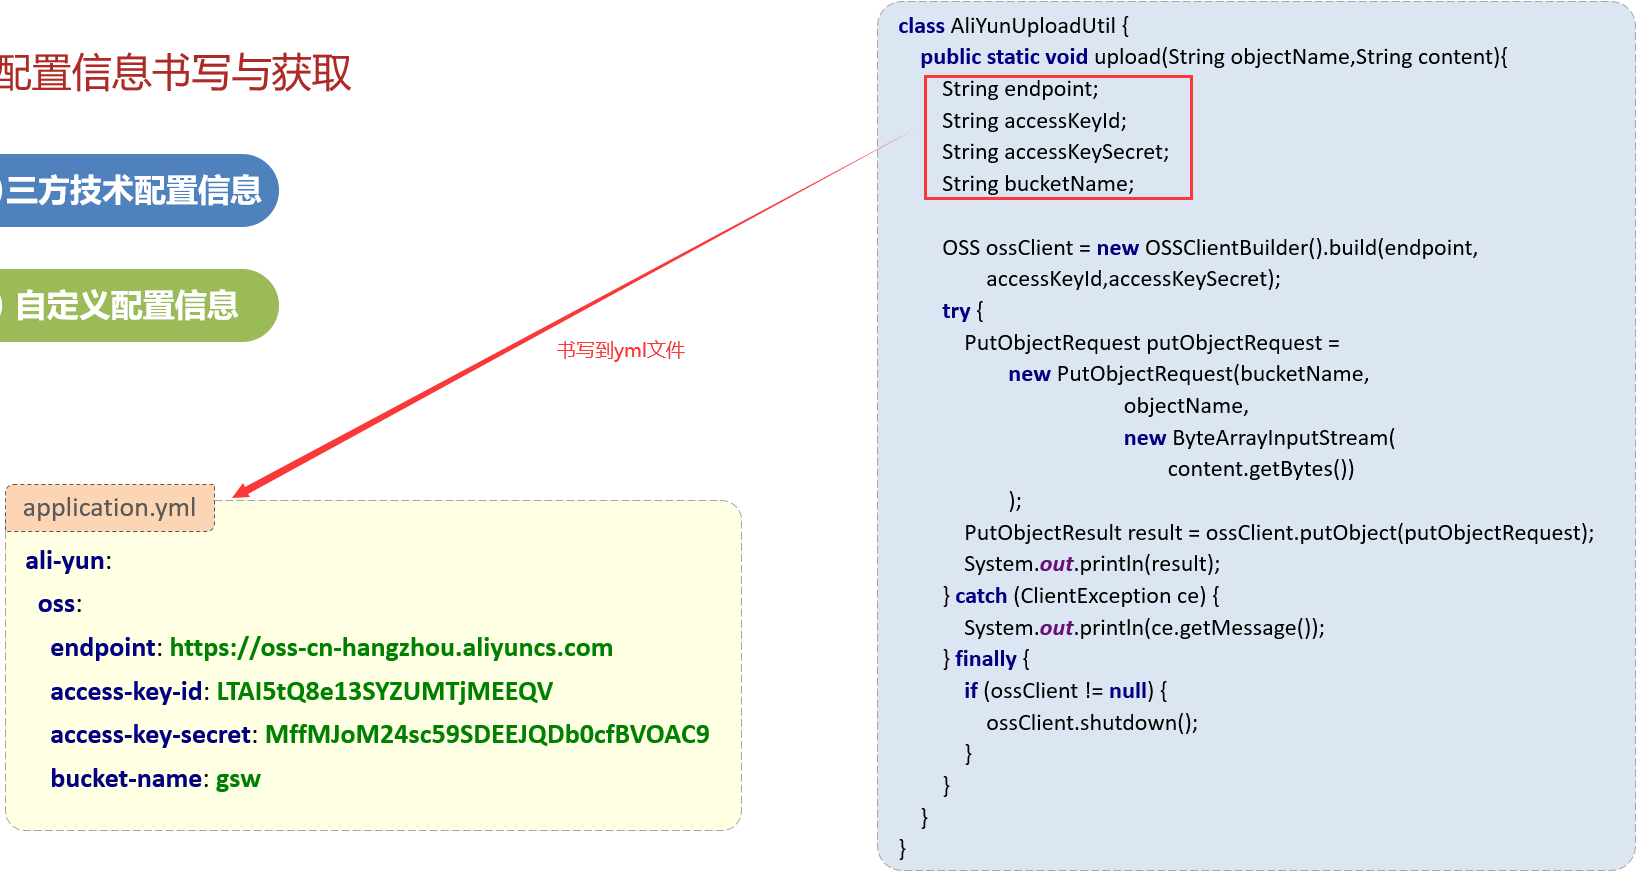 配置信息书写与获取
三方技术配置信息
自定义配置信息
书写到yml文件
application.yml
ali-yun:
oss:
endpoint: https://oss-cn-hangzhou.aliyuncs.com
access-key-id: LTAI5tQ8e13SYZUMTjMEEQV
access-key-secret: MffMJoM24sc59SDEEJQDb0cfBVOAC9
bucket-name: gsw
class AliYunUploadUtil {
public static void upload(String objectName,String content){
String endpoint;
String accessKeyId;
String accessKeySecret;
String bucketName;
OSS ossClient = new OSSClientBuilder().build(endpoint,
accessKeyId,accessKeySecret);
try {
PutObjectRequest putObjectRequest =
new PutObjectRequest(bucketName,
objectName,
new ByteArrayInputStream(
content.getBytes())
);
PutObjectResult result = ossClient.putObject(putObjectRequest);
System.out.println(result);
} catch (ClientException ce) {
System.out.println(ce.getMessage());
} finally {
if (ossClient != null) {
ossClient.shutdown();
}
}
}
}